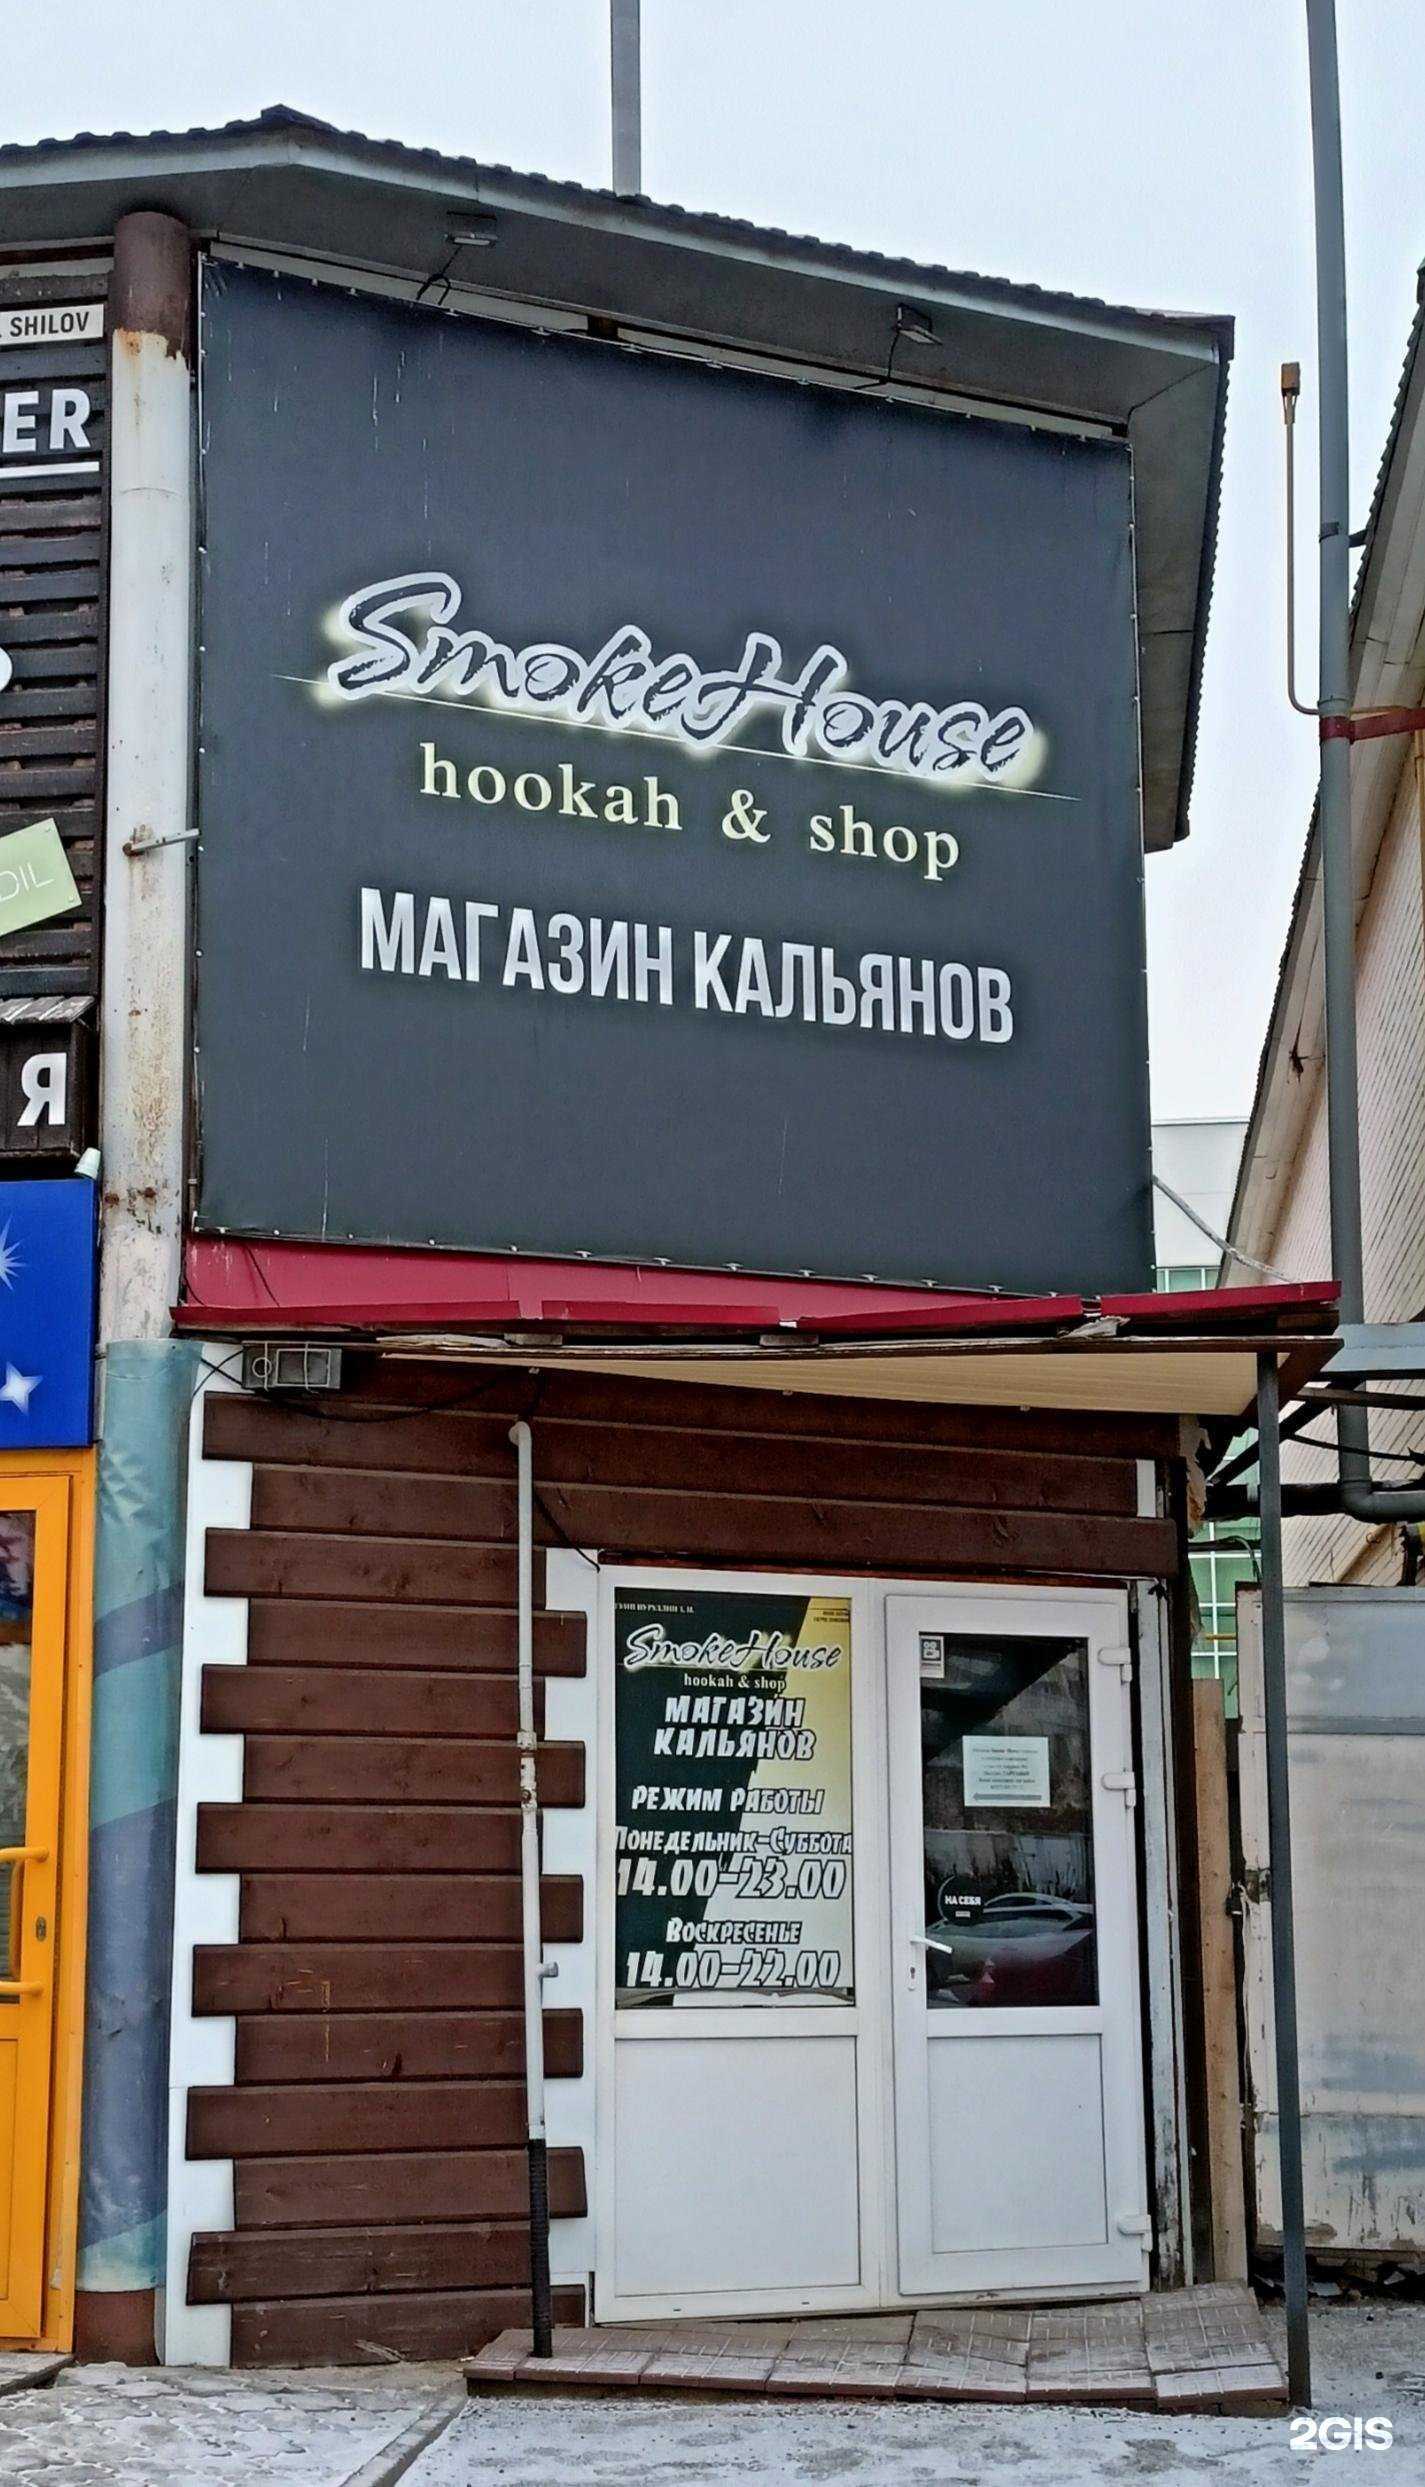 SHILOV
ER
Я
SmokeHouse
hookah & shop
МАГАЗИН КАЛЬЯНОВ
SmokeHouse
hookah & shop
МАГАЗИН
КАЛЬЯНОВ
РЕЖИМ РАБОТЫ
ПОНЕДЕЛЬНИК-СУББОТА
14.00-23.00
ВОСКРЕСЕНЬЕ
14.00-22.00
НА СЕБЯ
2GIS